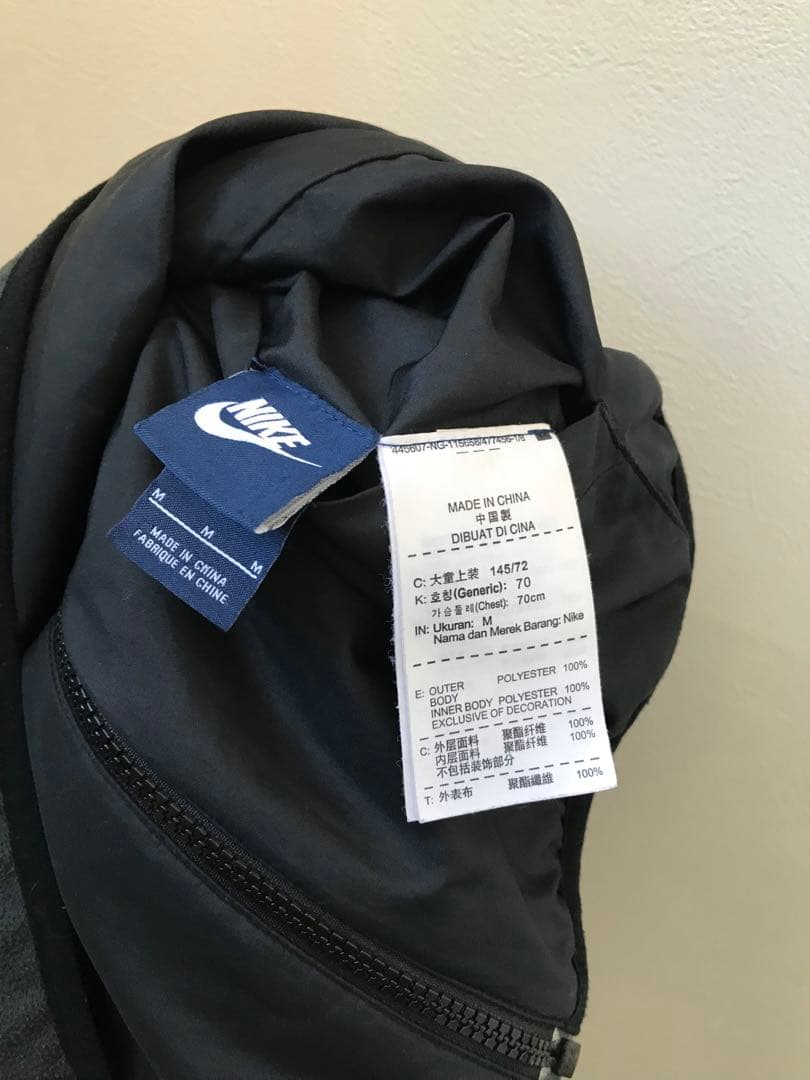 NIKE
M M M
MADE IN CHINA
FABRIQUE EN CHINE
MADE IN CHINA
中国製
DIBUAT DI CINA
C: 大童上装 145/72
K: 호칭(Generic): 70
가슴둘레(Chest): 70cm
IN: Ukuran: M
Nama dan Merek Barang: Nike
E: OUTER POLYESTER 100%
BODY
INNER BODY POLYESTER 100%
EXCLUSIVE OF DECORATION
C: 外层面料 聚酯纤维 100%
内层面料 聚酯纤维 100%
不包括装饰部分
T: 外表布 聚酯纖維 100%